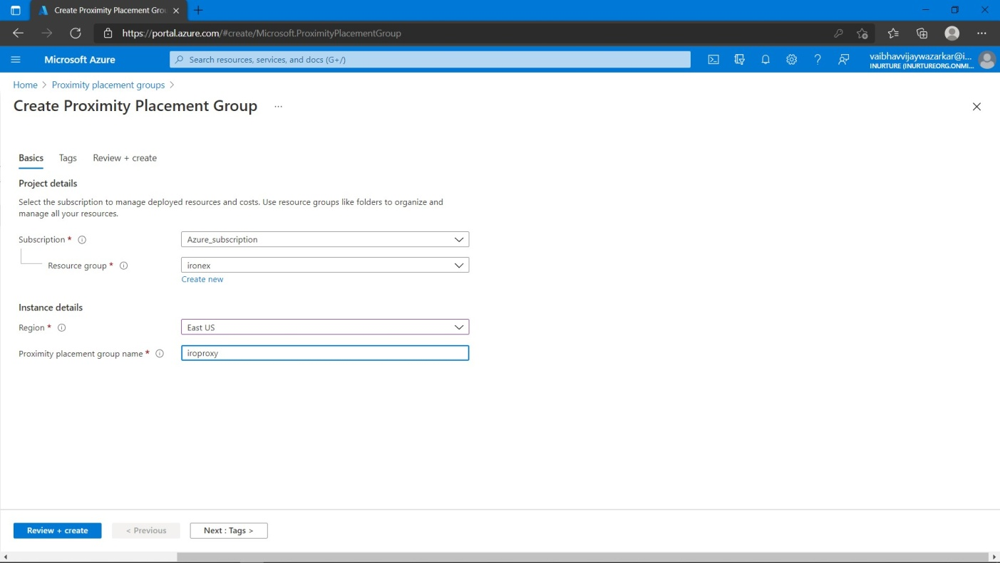 Create Proximity Placement Grou
https://portal.azure.com/#create/Microsoft.ProximityPlacementGroup
Microsoft Azure
Search resources, services, and docs (G+/)
vaibhavvijaywazarkar@i...
INURTURE (INURTUREORG.ONMI...
Home > Proximity placement groups >
Create Proximity Placement Group ...
Basics Tags Review + create
Project details
Select the subscription to manage deployed resources and costs. Use resource groups like folders to organize and
manage all your resources.
Subscription * Azure_subscription
Resource group * ironex
Create new
Instance details
Region * East US
Proximity placement group name * iroproxy
Review + create < Previous Next : Tags >